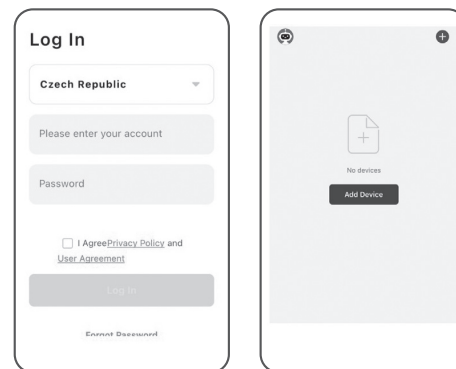 Log In
Czech Republic
Please enter your account
Password
I AgreePrivacy Policy and
User Agreement
Log In
Forgot Password
No devices
Add Device